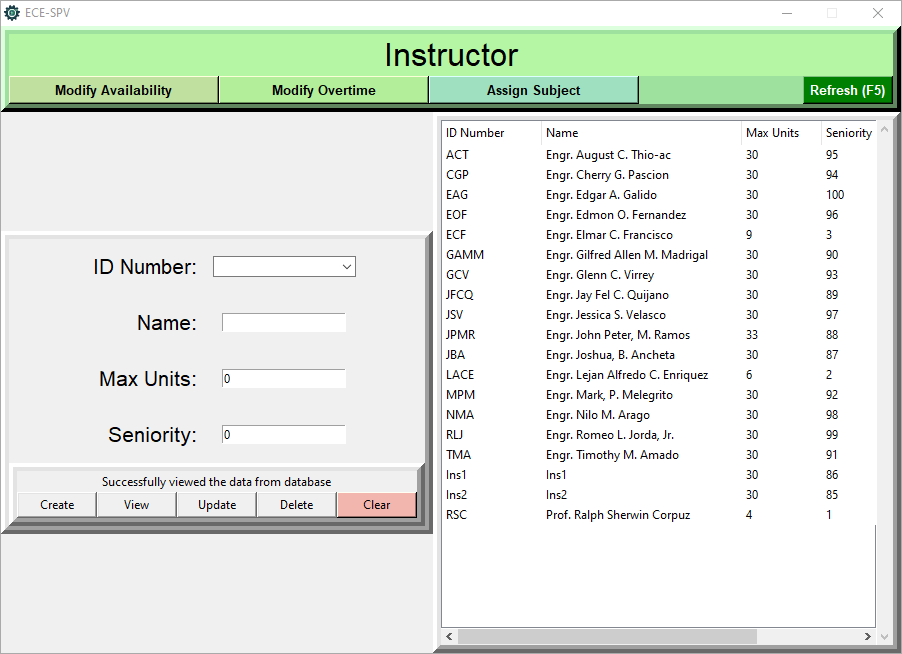 ECE-SPV
Instructor
Modify Availability Modify Overtime Assign Subject Refresh (F5)
ID Number:
Name:
Max Units: 0
Seniority: 0
Successfully viewed the data from database
Create View Update Delete Clear
ID Number Name Max Units Seniority
ACT Engr. August C. Thio-ac 30 95
CGP Engr. Cherry G. Pascion 30 94
EAG Engr. Edgar A. Galido 30 100
EOF Engr. Edmon O. Fernandez 30 96
ECF Engr. Elmar C. Francisco 9 3
GAMM Engr. Gilfred Allen M. Madrigal 30 90
GCV Engr. Glenn C. Virrey 30 93
JFCQ Engr. Jay Fel C. Quijano 30 89
JSV Engr. Jessica S. Velasco 30 97
JPMR Engr. John Peter, M. Ramos 33 88
JBA Engr. Joshua, B. Ancheta 30 87
LACE Engr. Lejan Alfredo C. Enriquez 6 2
MPM Engr. Mark, P. Melegrito 30 92
NMA Engr. Nilo M. Arago 30 98
RLJ Engr. Romeo L. Jorda, Jr. 30 99
TMA Engr. Timothy M. Amado 30 91
Ins1 Ins1 30 86
Ins2 Ins2 30 85
RSC Prof. Ralph Sherwin Corpuz 4 1